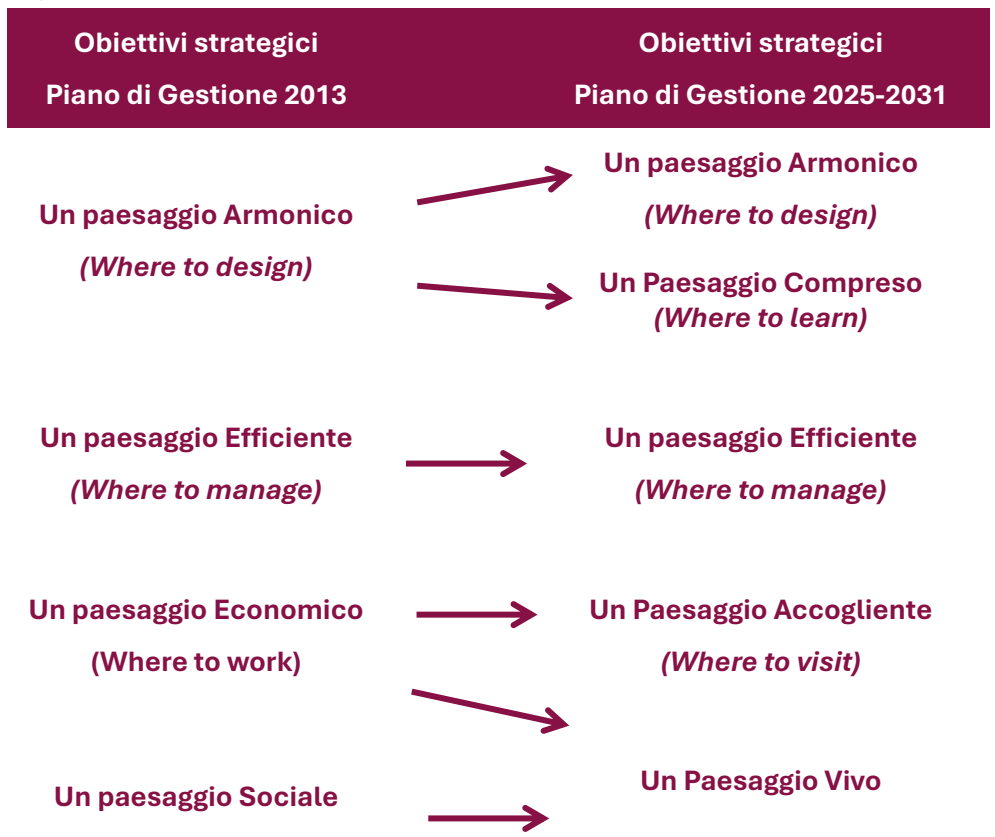 Obiettivi strategici
Piano di Gestione 2013
Obiettivi strategici
Piano di Gestione 2025-2031
Un paesaggio Armonico
(Where to design)
Un paesaggio Armonico
(Where to design)
Un Paesaggio Compreso
(Where to learn)
Un paesaggio Efficiente
(Where to manage)
Un paesaggio Efficiente
(Where to manage)
Un paesaggio Economico
(Where to work)
Un Paesaggio Accogliente
(Where to visit)
Un paesaggio Sociale
Un Paesaggio Vivo